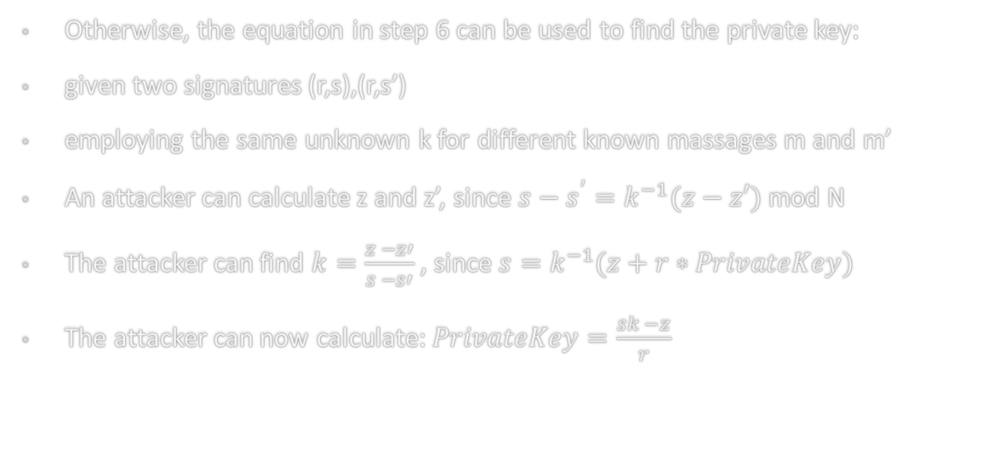 • Otherwise, the equation in step 6 can be used to find the private key:
• given two signatures (r,s),(r,s’)
• employing the same unknown k for different known massages m and m’
• An attacker can calculate z and z’, since s − s′ = k⁻¹(z − z′) mod N
• The attacker can find k = (z − z′)/(s − s′), since s = k⁻¹(z + r ∗ PrivateKey)
• The attacker can now calculate: PrivateKey = (sk − z)/r